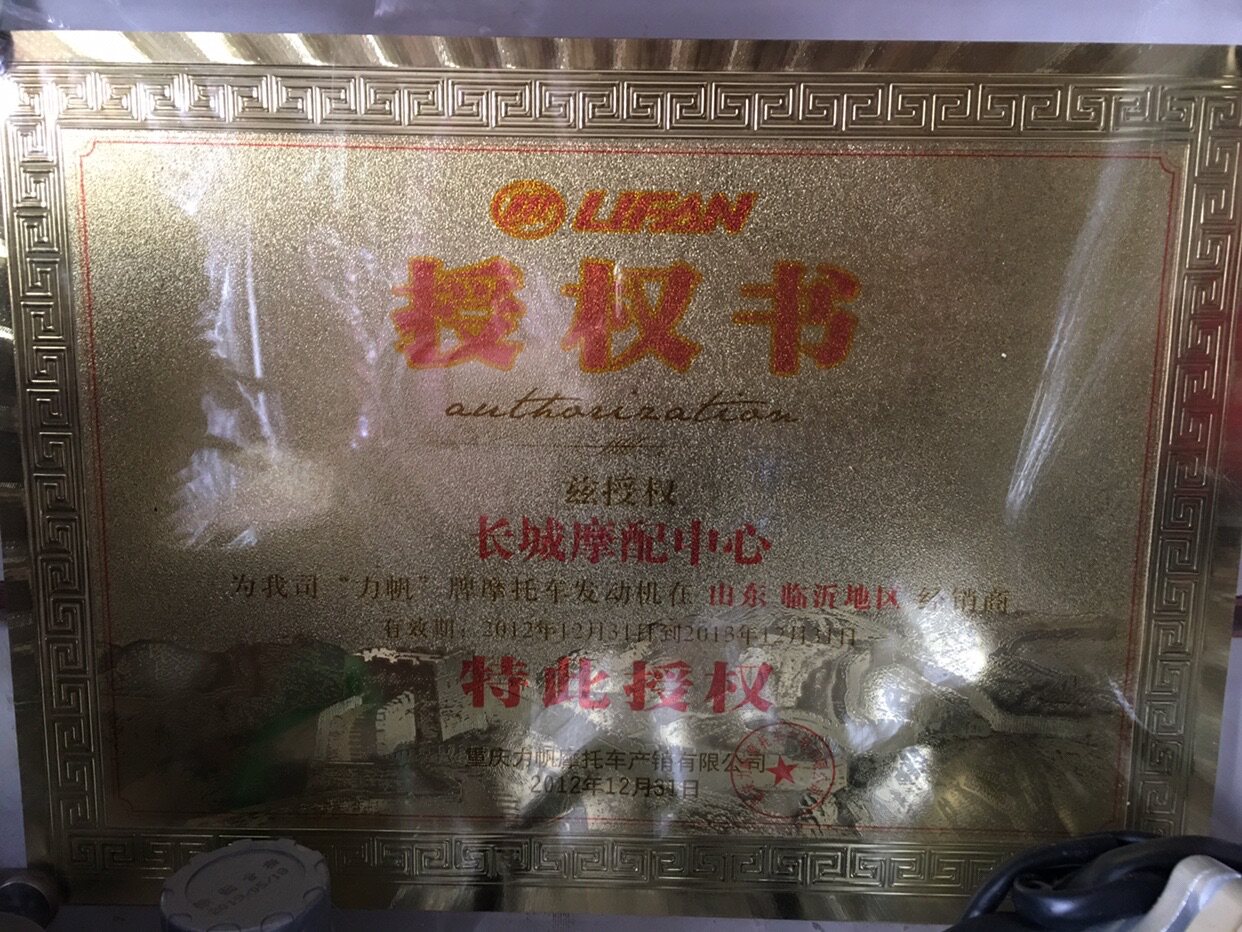 LIFAN
授权书
authorization
兹授权
长城摩配中心
为我司“力帆”牌摩托车发动机在 山东 临沂地区 经销商
有效期：2012年12月31日到2013年12月31日
特此授权
重庆力帆摩托车产销有限公司
2012年12月31日